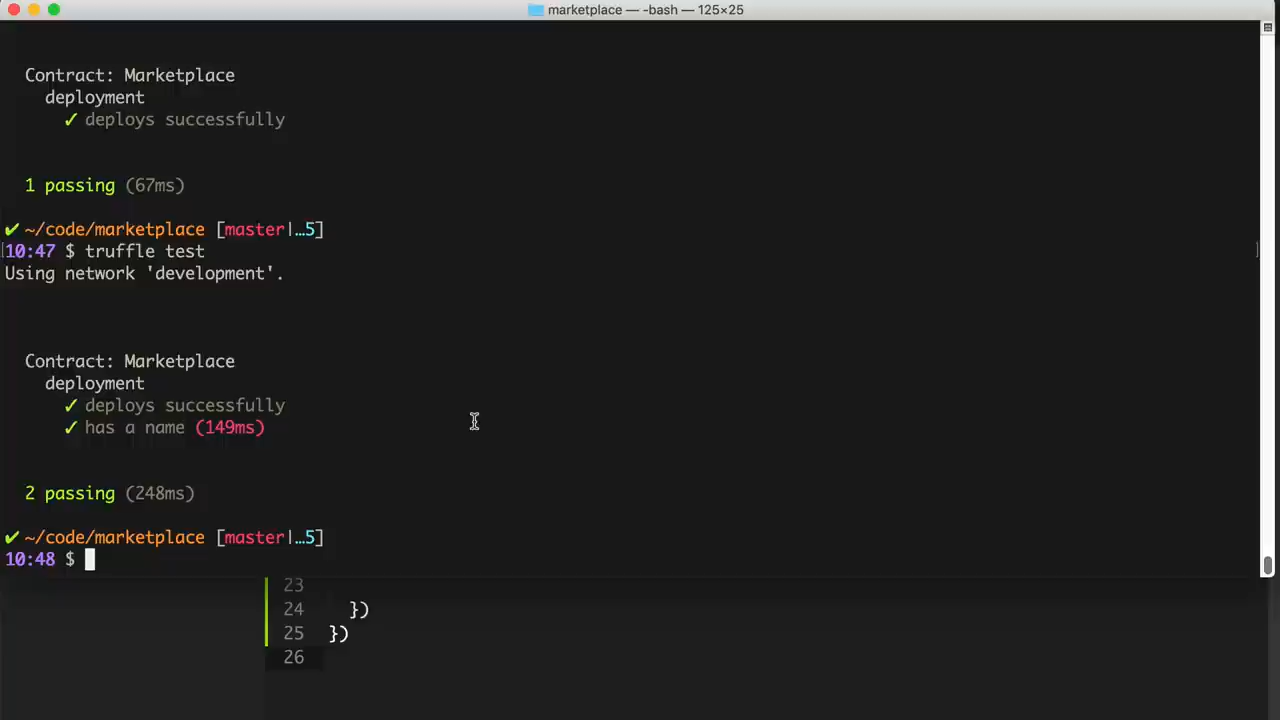 marketplace — -bash — 125×25
Contract: Marketplace
deployment
✓ deploys successfully
1 passing (67ms)
✔ ~/code/marketplace [master|…5]
10:47 $ truffle test
Using network 'development'.
Contract: Marketplace
deployment
✓ deploys successfully
✓ has a name (149ms)
2 passing (248ms)
✔ ~/code/marketplace [master|…5]
10:48 $
23
24 })
25 })
26